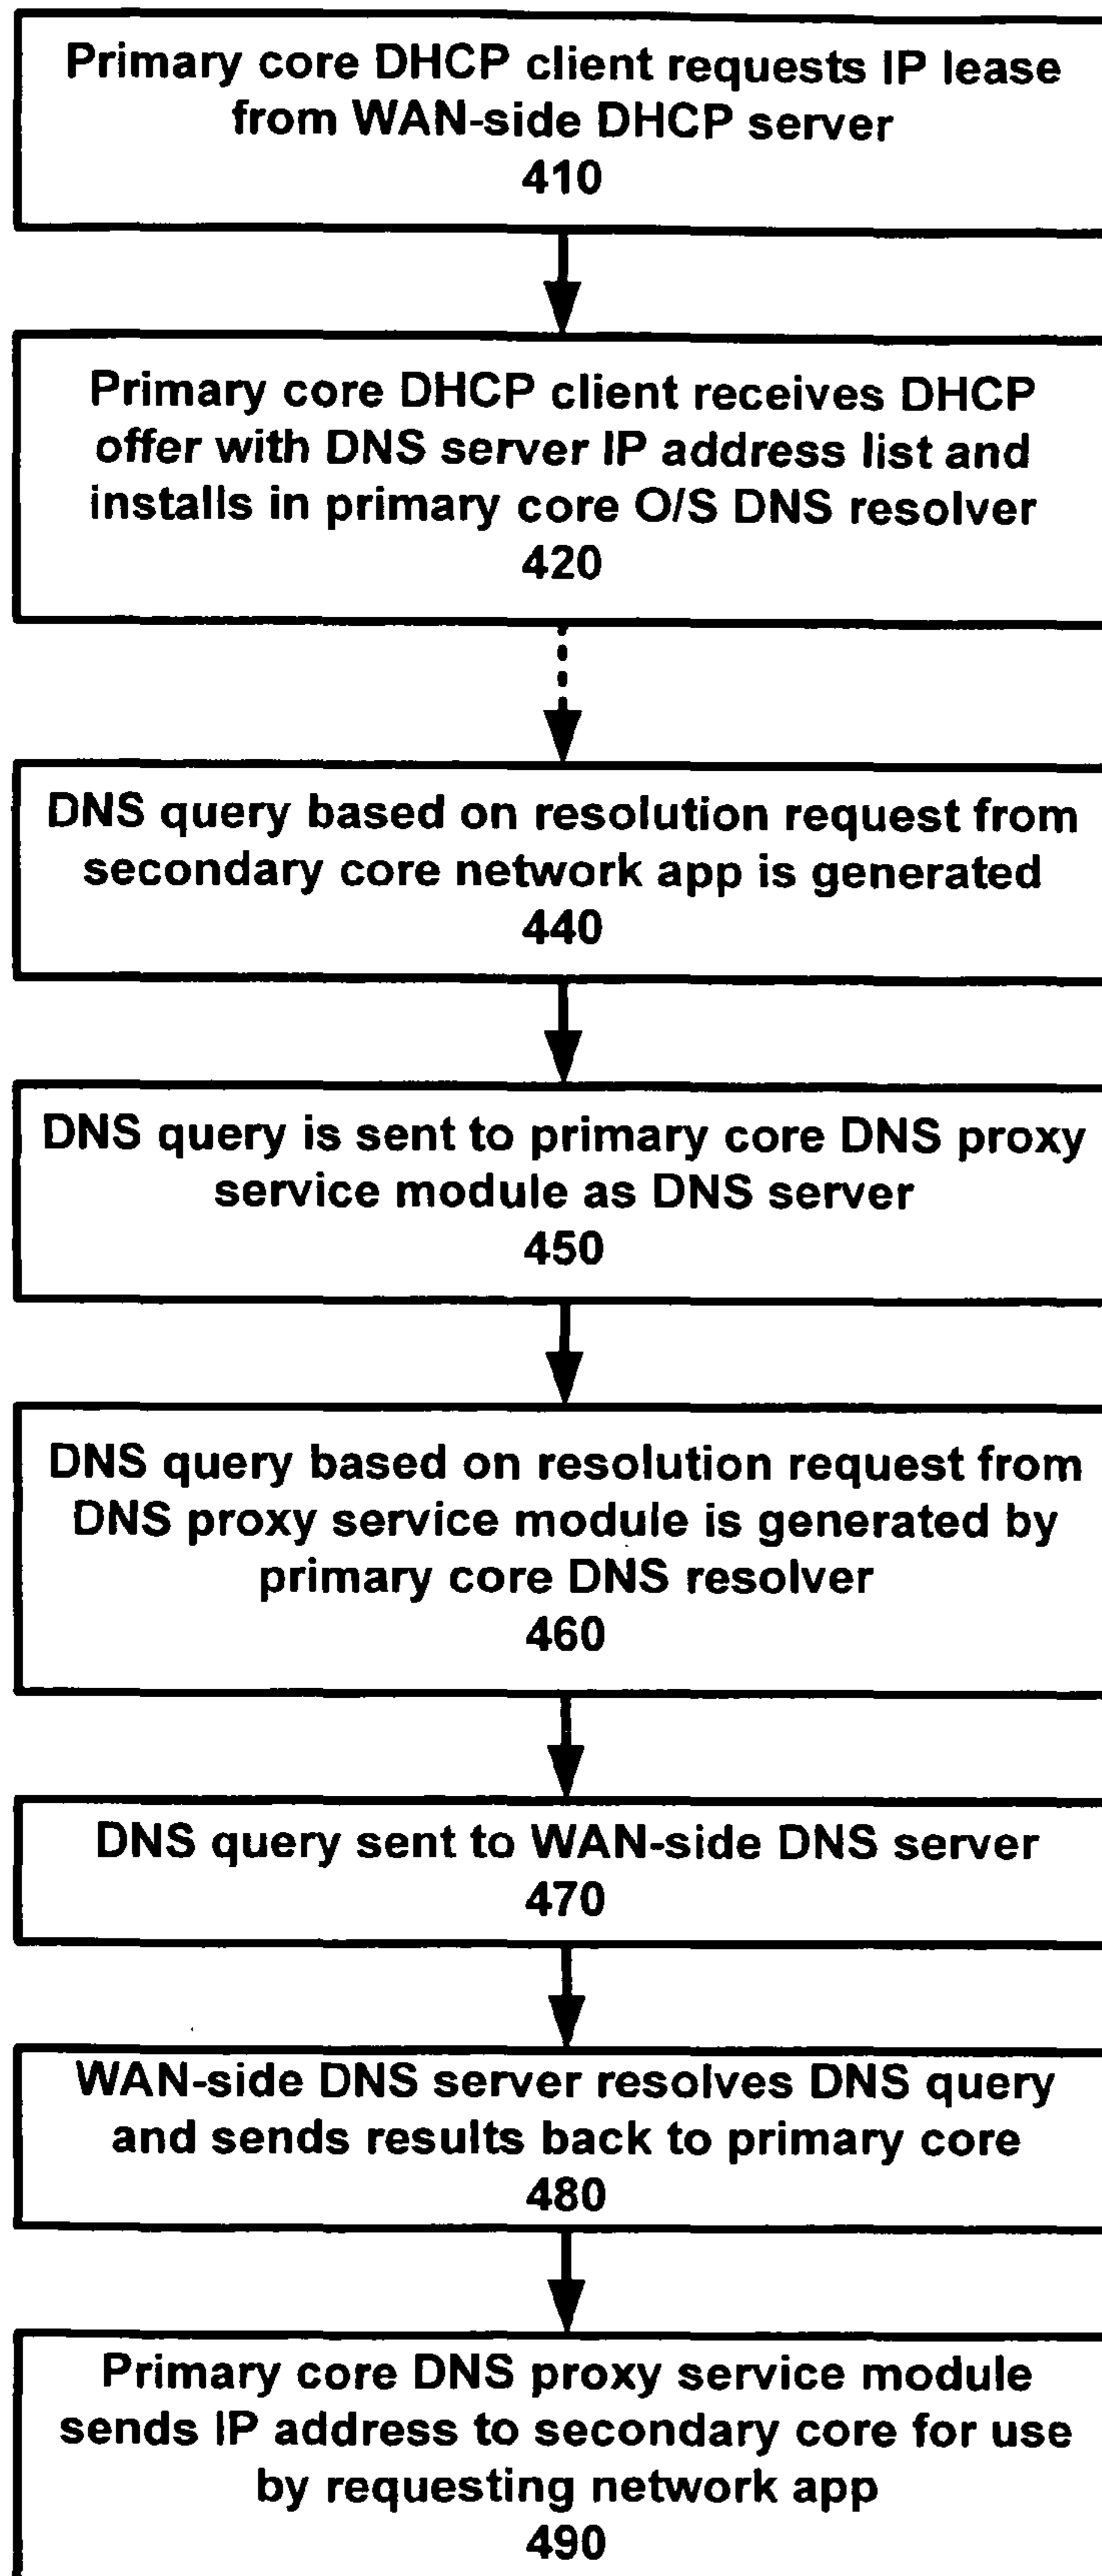 Primary core DHCP client requests IP lease
from WAN-side DHCP server
410
Primary core DHCP client receives DHCP
offer with DNS server IP address list and
installs in primary core O/S DNS resolver
420
DNS query based on resolution request from
secondary core network app is generated
440
DNS query is sent to primary core DNS proxy
service module as DNS server
450
DNS query based on resolution request from
DNS proxy service module is generated by
primary core DNS resolver
460
DNS query sent to WAN-side DNS server
470
WAN-side DNS server resolves DNS query
and sends results back to primary core
480
Primary core DNS proxy service module
sends IP address to secondary core for use
by requesting network app
490